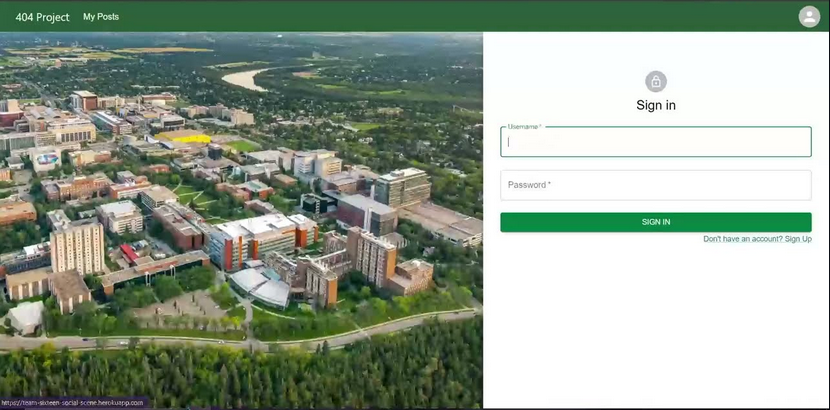 404 Project My Posts
Sign in
Username *
Password *
SIGN IN
Don't have an account? Sign Up
https://team-sixteen-social-scene.herokuapp.com